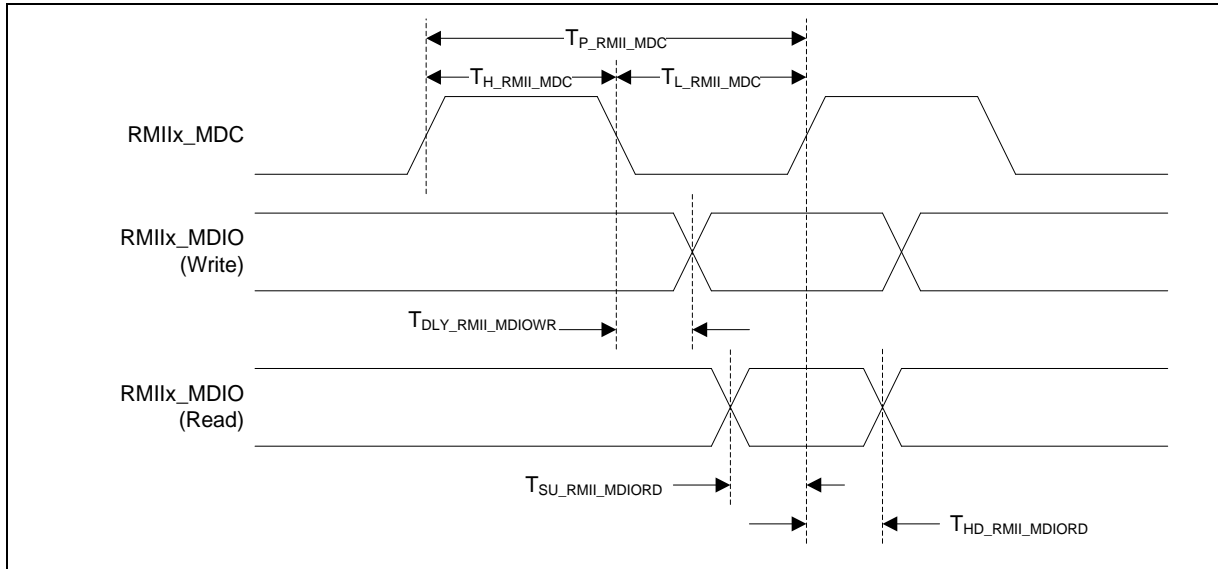 TP_RMII_MDC
TH_RMII_MDC TL_RMII_MDC
RMIIx_MDC
RMIIx_MDIO
(Write)
TDLY_RMII_MDIOWR
RMIIx_MDIO
(Read)
TSU_RMII_MDIORD
THD_RMII_MDIORD